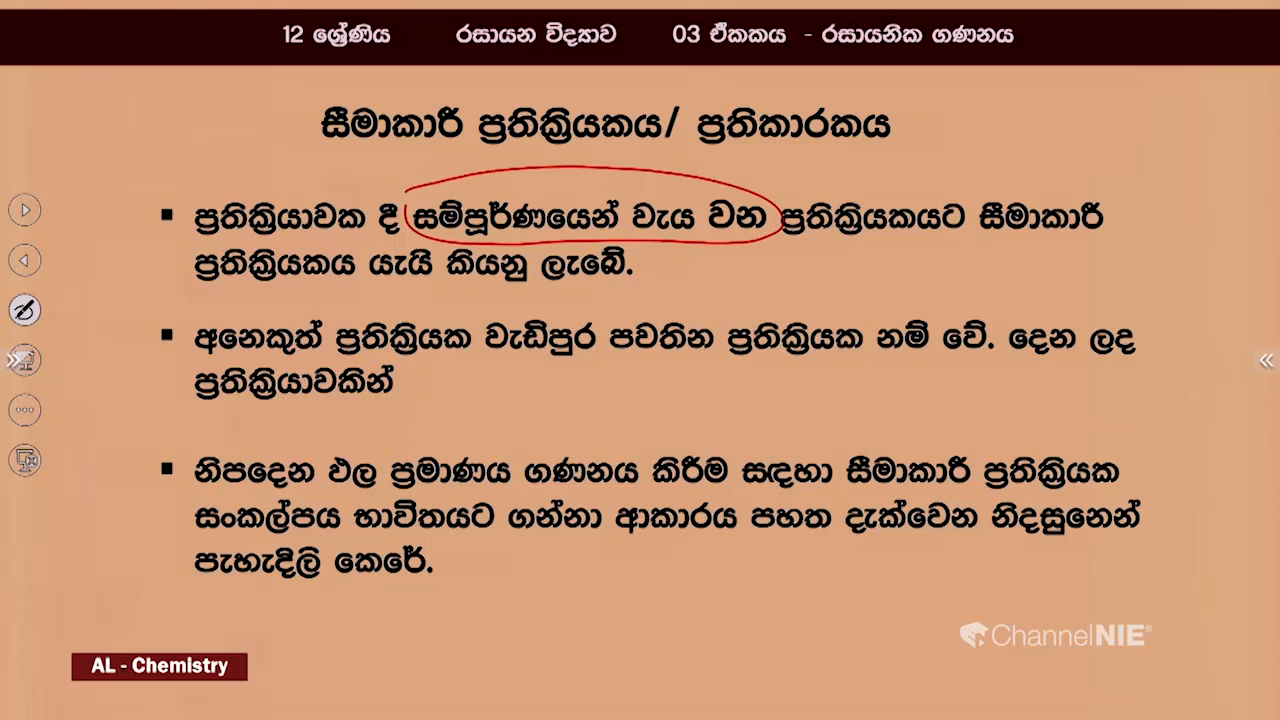 12 ශ්‍රේණිය රසායන විද්‍යාව 03 ඒකකය - රසායනික ගණනය
සීමාකාරී ප්‍රතික්‍රියකය/ ප්‍රතිකාරකය
▪ ප්‍රතික්‍රියාවක දී සම්පූර්ණයෙන් වැය වන ප්‍රතික්‍රියකයට සීමාකාරී
ප්‍රතික්‍රියකය යැයි කියනු ලැබේ.
▪ අනෙකුත් ප්‍රතික්‍රියක වැඩිපුර පවතින ප්‍රතික්‍රියක නම් වේ. දෙන ලද
ප්‍රතික්‍රියාවකින්
▪ නිපදෙන ඵල ප්‍රමාණය ගණනය කිරීම සඳහා සීමාකාරී ප්‍රතික්‍රියක
සංකල්පය භාවිතයට ගන්නා ආකාරය පහත දැක්වෙන නිදසුනෙන්
පැහැදිලි කෙරේ.
ChannelNIE®
AL - Chemistry